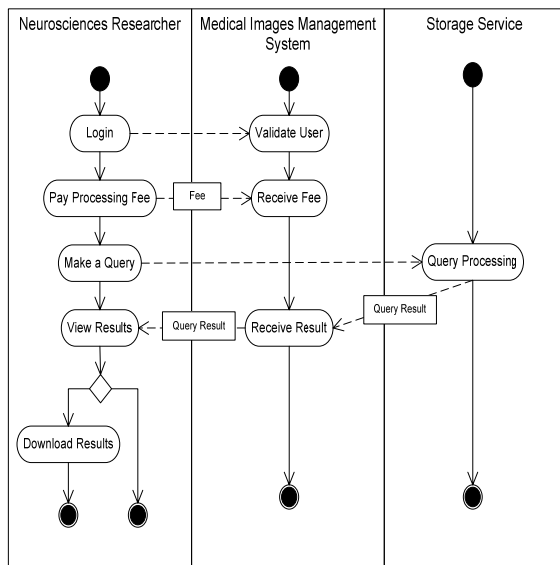 Neurosciences Researcher
Medical Images Management
System
Storage Service
Login
Validate User
Pay Processing Fee
Fee
Receive Fee
Make a Query
Query Processing
View Results
Query Result
Receive Result
Query Result
Download Results